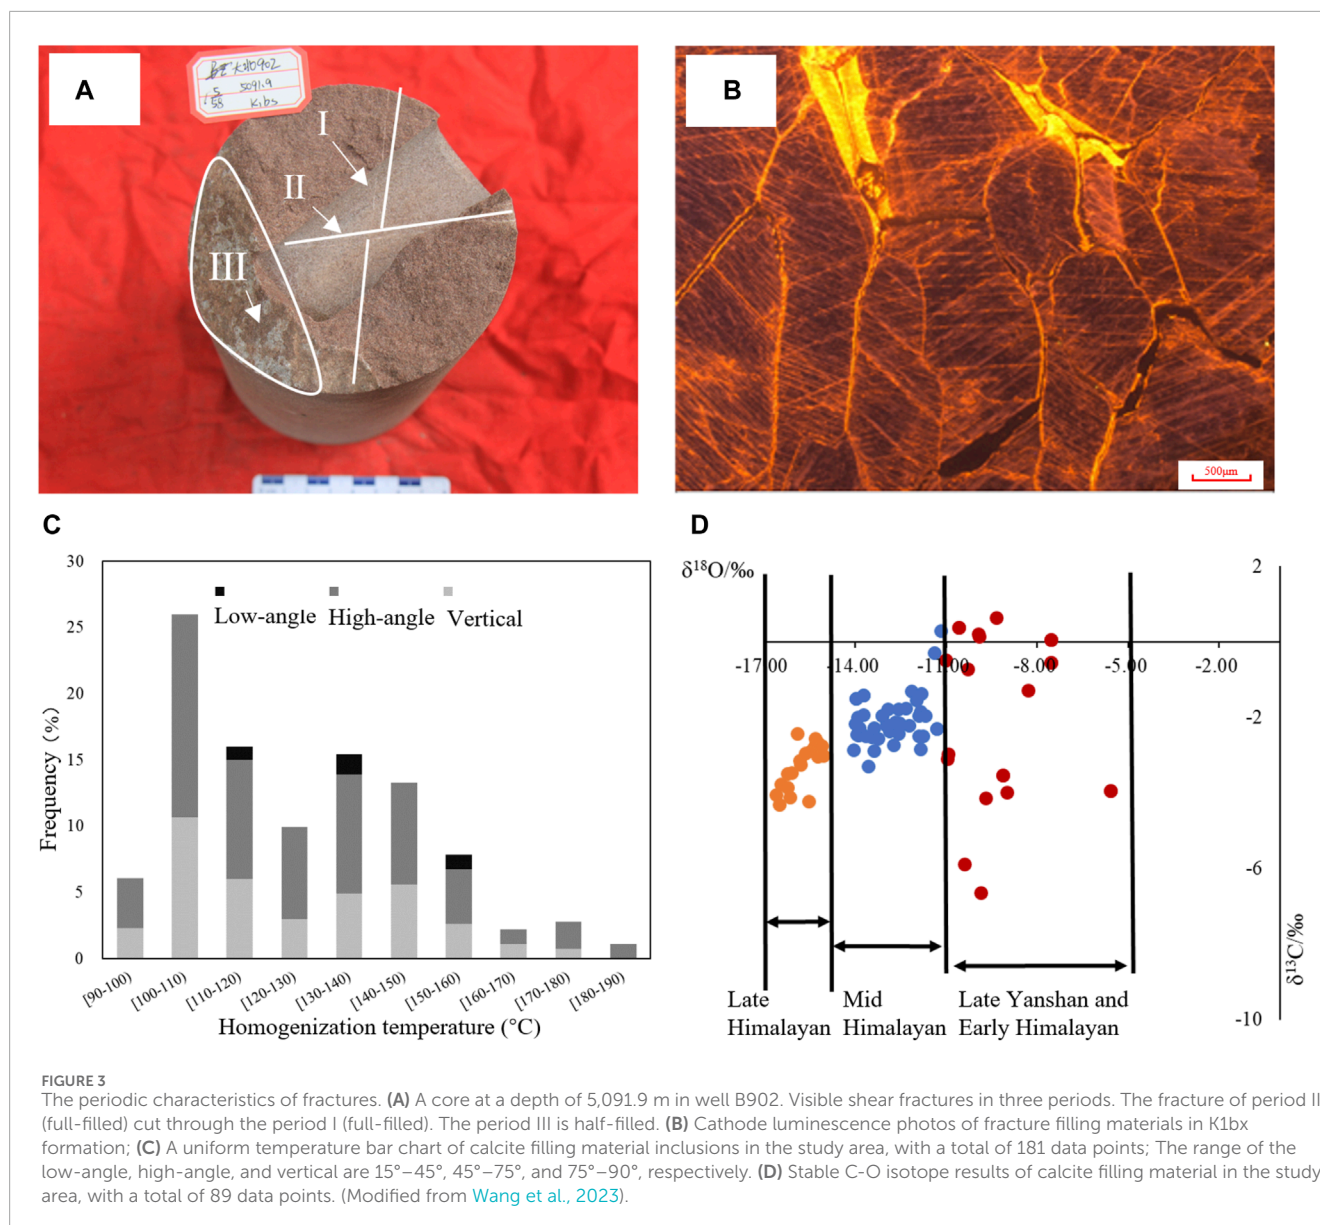 A
K2b902
5 5091.9
58 K1bs
I
II
III
B
500μm
C
30
25
20
15
10
5
0
Frequency (%)
Low-angle High-angle Vertical
[90-100)
[100-110)
[110-120)
[120-130)
[130-140)
[140-150)
[150-160)
[160-170)
[170-180)
[180-190)
Homogenization temperature (°C)
D
δ18O/‰
2
-17.00 -14.00 -11.00 -8.00 -5.00 -2.00
-2
-6
-10
δ13C/‰
Late
Himalayan
Mid
Himalayan
Late Yanshan and
Early Himalayan
FIGURE 3
The periodic characteristics of fractures. (A) A core at a depth of 5,091.9 m in well B902. Visible shear fractures in three periods. The fracture of period II
(full-filled) cut through the period I (full-filled). The period III is half-filled. (B) Cathode luminescence photos of fracture filling materials in K1bx
formation; (C) A uniform temperature bar chart of calcite filling material inclusions in the study area, with a total of 181 data points; The range of the
low-angle, high-angle, and vertical are 15°–45°, 45°–75°, and 75°–90°, respectively. (D) Stable C-O isotope results of calcite filling material in the study
area, with a total of 89 data points. (Modified from Wang et al., 2023).